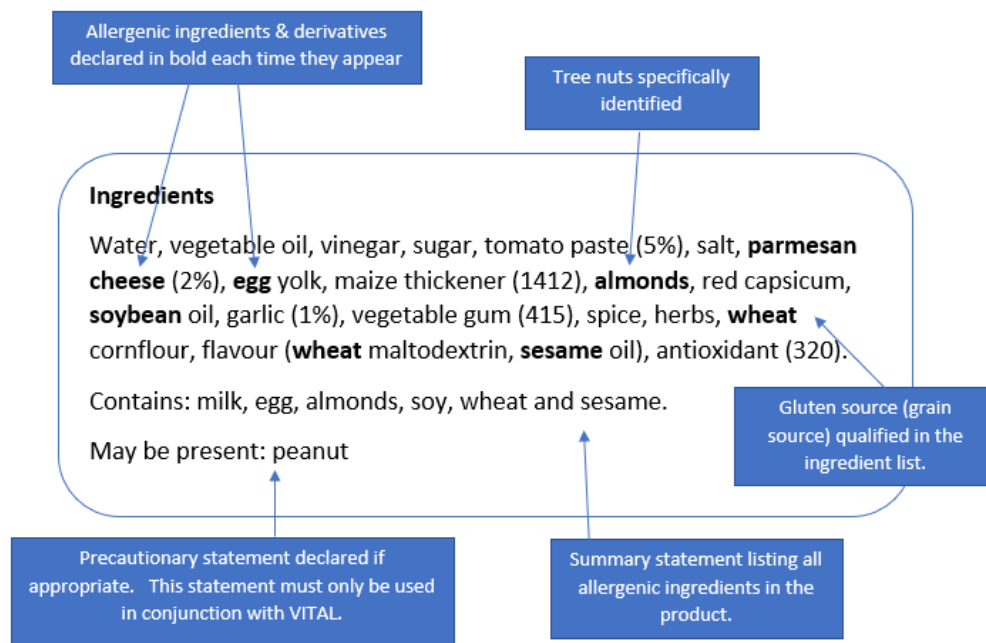 Allergenic ingredients & derivatives
declared in bold each time they appear
Tree nuts specifically
identified
Ingredients
Water, vegetable oil, vinegar, sugar, tomato paste (5%), salt, parmesan
cheese (2%), egg yolk, maize thickener (1412), almonds, red capsicum,
soybean oil, garlic (1%), vegetable gum (415), spice, herbs, wheat
cornflour, flavour (wheat maltodextrin, sesame oil), antioxidant (320).
Contains: milk, egg, almonds, soy, wheat and sesame.
May be present: peanut
Gluten source (grain
source) qualified in the
ingredient list.
Precautionary statement declared if
appropriate. This statement must only be used
in conjunction with VITAL.
Summary statement listing all
allergenic ingredients in the
product.